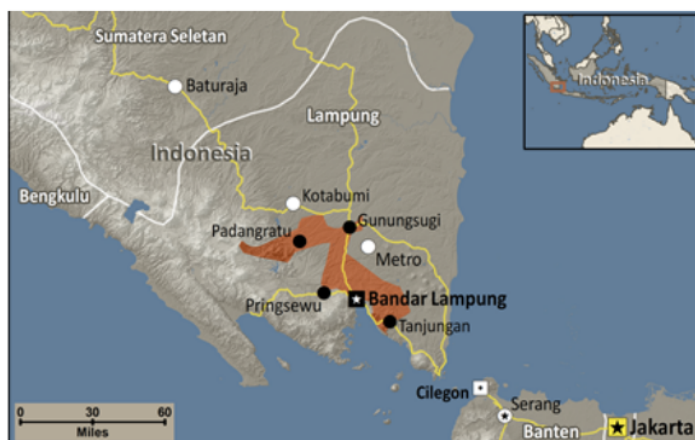 Sumatera Seletan
Indonesia
Baturaja
Lampung
Indonesia
Bengkulu
Kotabumi
Gunungsugi
Padangratu
Metro
Pringsewu
Bandar Lampung
Tanjungan
Cilegon
Serang
Jakarta
Banten
0 30 60
Miles